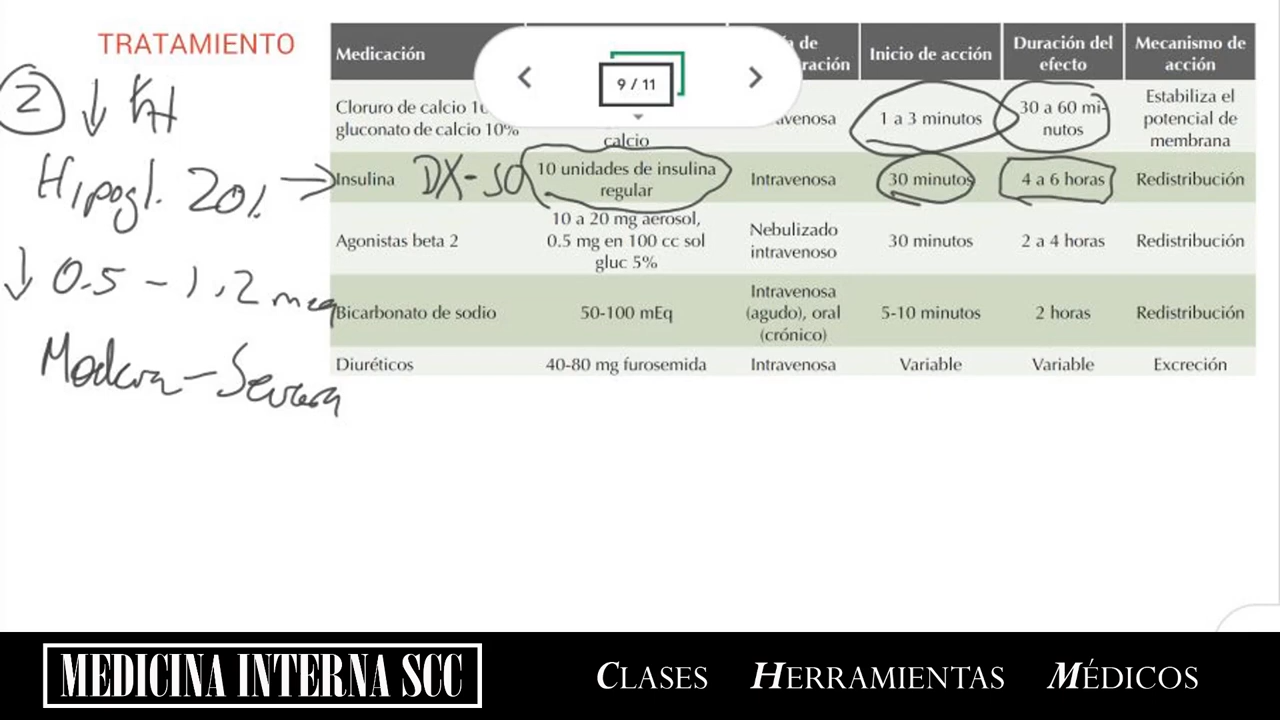 TRATAMIENTO
2 ↓ K+
Hipogl. 20% →
↓ 0.5 - 1.2 meq
Modera - Severa
9 / 11
Medicación Inicio de acción Duración del efecto Mecanismo de acción
Cloruro de calcio
gluconato de calcio 10%
calcio
1 a 3 minutos
30 a 60 mi-
nutos
Estabiliza el
potencial de
membrana
Insulina DX-50 10 unidades de insulina
regular
Intravenosa
30 minutos
4 a 6 horas
Redistribución
Agonistas beta 2
10 a 20 mg aerosol,
0.5 mg en 100 cc sol
gluc 5%
Nebulizado
intravenoso
30 minutos
2 a 4 horas
Redistribución
Bicarbonato de sodio
50-100 mEq
Intravenosa
(agudo), oral
(crónico)
5-10 minutos
2 horas
Redistribución
Diuréticos
40-80 mg furosemida
Intravenosa
Variable
Variable
Excreción
MEDICINA INTERNA SCC
CLASES HERRAMIENTAS MÉDICOS